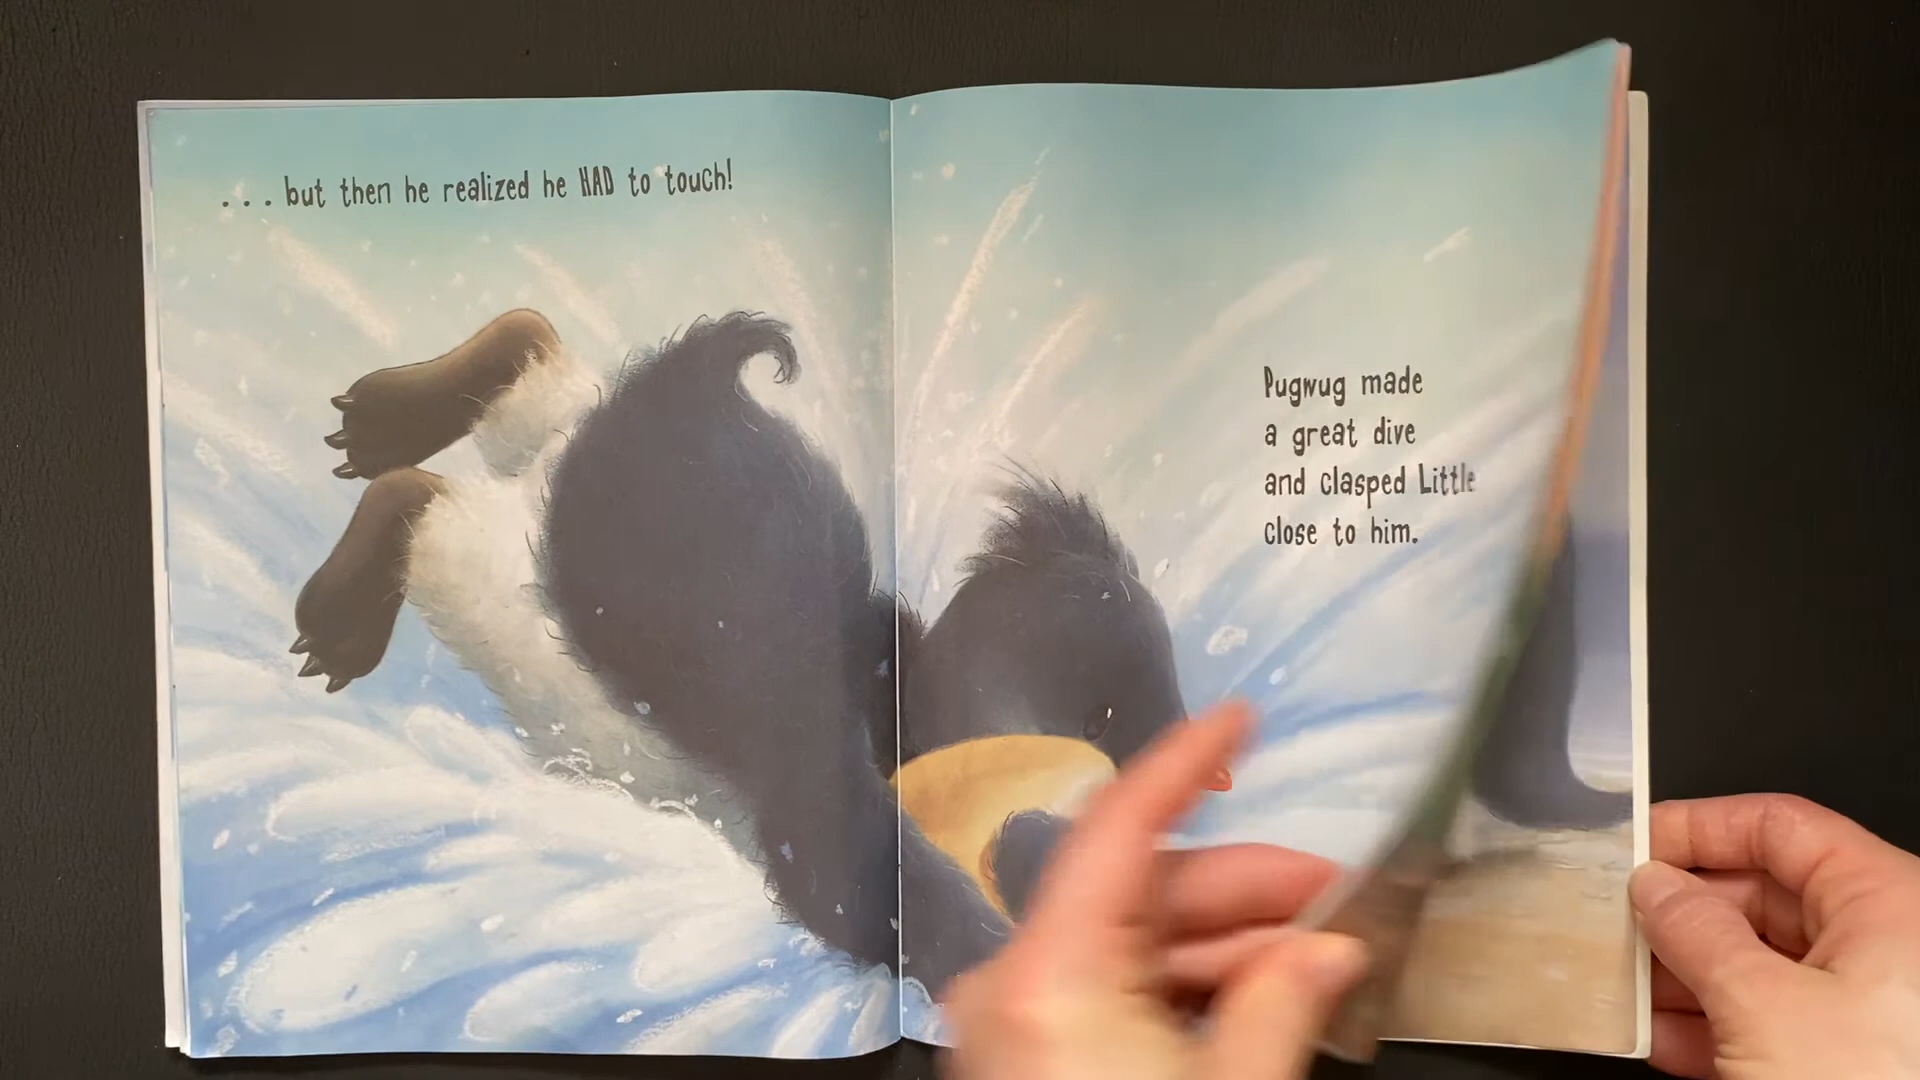 . . . but then he realized he HAD to touch!
Pugwug made
a great dive
and clasped Little
close to him.